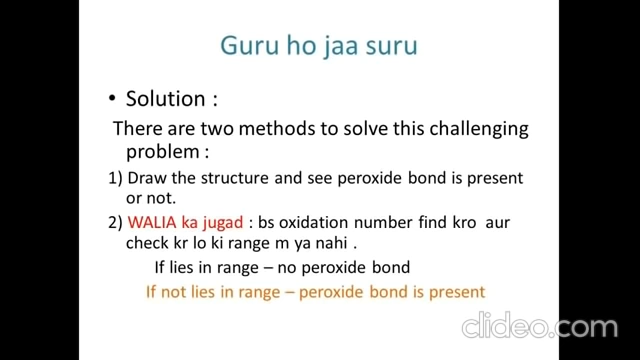 Guru ho jaa suru
• Solution :
There are two methods to solve this challenging
problem :
1) Draw the structure and see peroxide bond is present
or not.
2) WALIA ka jugad : bs oxidation number find kro aur
check kr lo ki range m ya nahi .
If lies in range – no peroxide bond
If not lies in range – peroxide bond is present
clideo.com